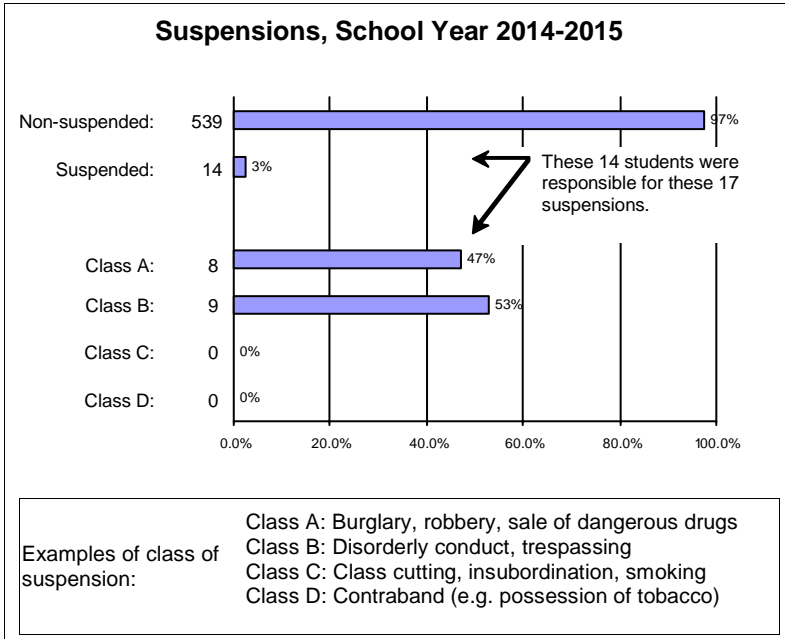 Suspensions, School Year 2014-2015
Non-suspended: 539 97%
Suspended: 14 3%
These 14 students were
responsible for these 17
suspensions.
Class A: 8 47%
Class B: 9 53%
Class C: 0 0%
Class D: 0 0%
0.0% 20.0% 40.0% 60.0% 80.0% 100.0%
Examples of class of
suspension:
Class A: Burglary, robbery, sale of dangerous drugs
Class B: Disorderly conduct, trespassing
Class C: Class cutting, insubordination, smoking
Class D: Contraband (e.g. possession of tobacco)